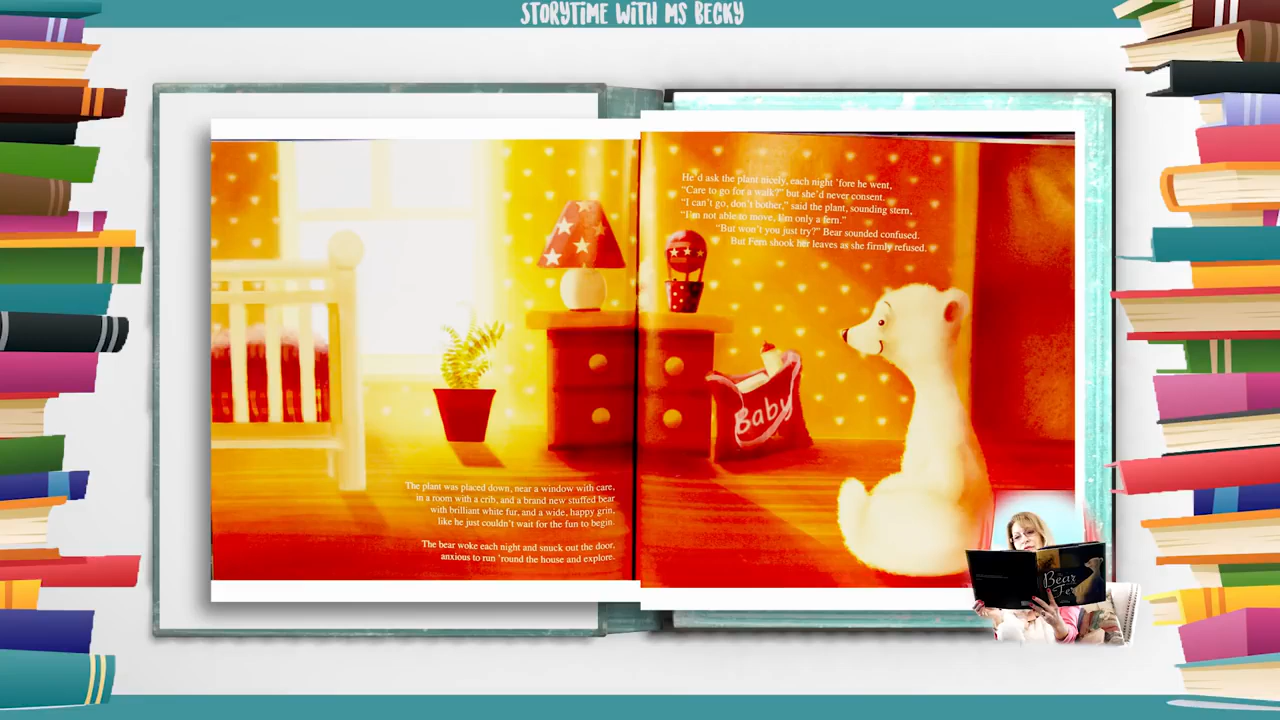 STORYTIME WITH MS BECKY
The plant was placed down, near a window with care,
in a room with a crib, and a brand new stuffed bear
with brilliant white fur, and a wide, happy grin,
like he just couldn't wait for the fun to begin.
The bear woke each night and snuck out the door,
anxious to run 'round the house and explore.
He'd ask the plant nicely, each night 'fore he went,
"Care to go for a walk?" but she'd never consent.
"I can't go, don't bother," said the plant, sounding stern,
"I'm not able to move, I'm only a fern."
"But won't you just try?" Bear sounded confused.
But Fern shook her leaves as she firmly refused.
Baby
Bear